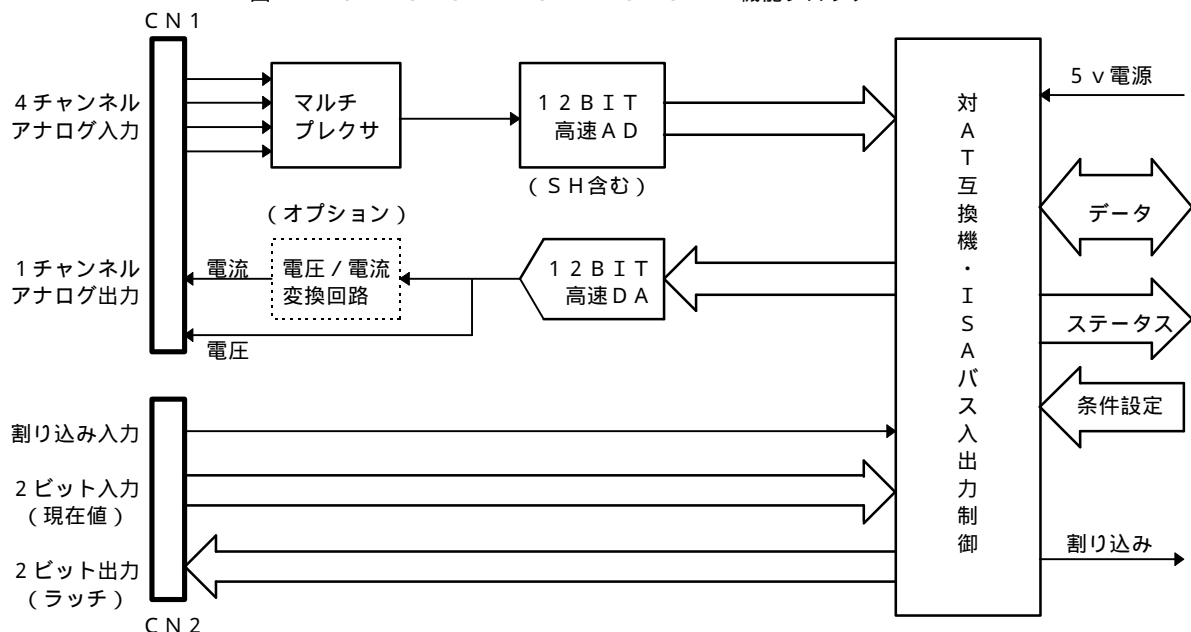 CN1
4チャンネル
アナログ入力
マルチ
プレクサ
12BIT
高速AD
(SH含む)
対AT互換機・ISAバス入出力制御
5v電源
データ
ステータス
条件設定
割り込み
(オプション)
1チャンネル
アナログ出力
電流
電圧/電流
変換回路
12BIT
高速DA
電圧
割り込み入力
2ビット入力
(現在値)
2ビット出力
(ラッチ)
CN2